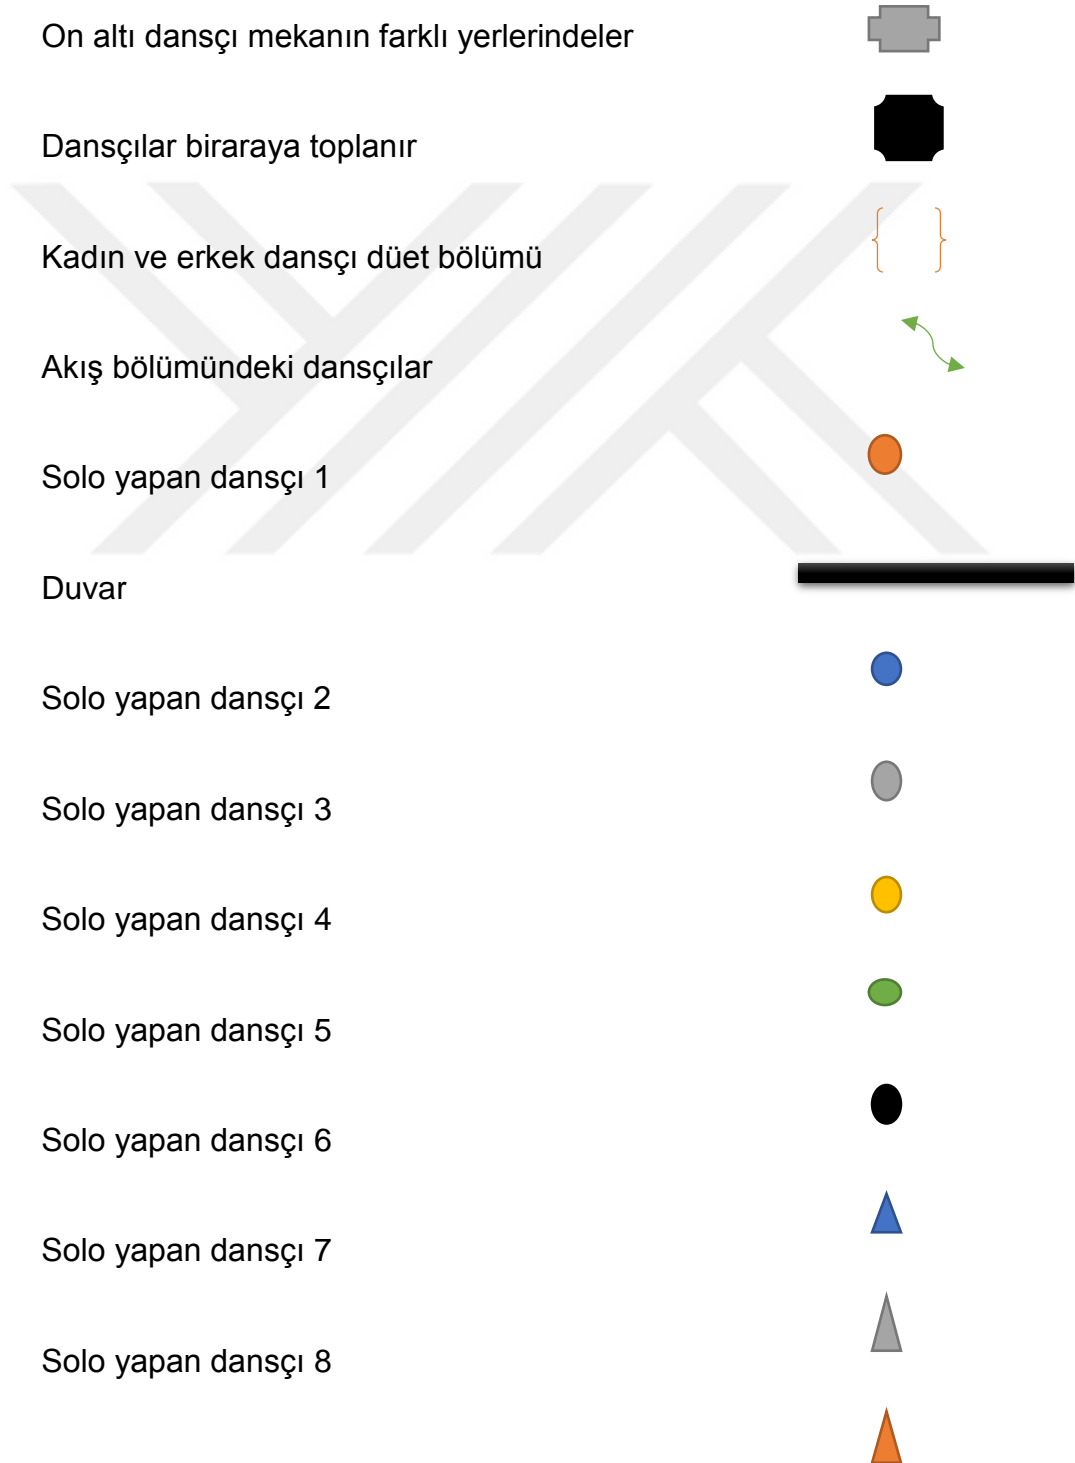 On altı dansçı mekanın farklı yerlerindeler
Dansçılar biraraya toplanır
Kadın ve erkek dansçı düet bölümü
Akış bölümündeki dansçılar
Solo yapan dansçı 1
Duvar
Solo yapan dansçı 2
Solo yapan dansçı 3
Solo yapan dansçı 4
Solo yapan dansçı 5
Solo yapan dansçı 6
Solo yapan dansçı 7
Solo yapan dansçı 8